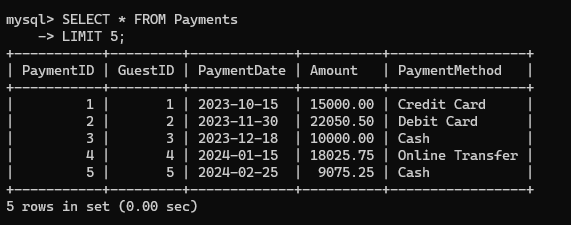 mysql> SELECT * FROM Payments
    -> LIMIT 5;
+-----------+---------+-------------+----------+-----------------+
| PaymentID | GuestID | PaymentDate | Amount   | PaymentMethod   |
+-----------+---------+-------------+----------+-----------------+
|         1 |       1 | 2023-10-15  | 15000.00 | Credit Card     |
|         2 |       2 | 2023-11-30  | 22050.50 | Debit Card      |
|         3 |       3 | 2023-12-18  | 10000.00 | Cash            |
|         4 |       4 | 2024-01-15  | 18025.75 | Online Transfer |
|         5 |       5 | 2024-02-25  |  9075.25 | Cash            |
+-----------+---------+-------------+----------+-----------------+
5 rows in set (0.00 sec)